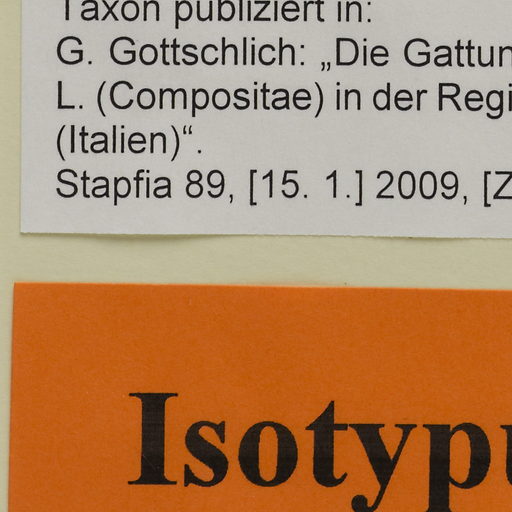 Taxon publiziert in:
G. Gottschlich: „Die Gattun
L. (Compositae) in der Regi
(Italien)“.
Stapfia 89, [15. 1.] 2009, [Z
Isotypu